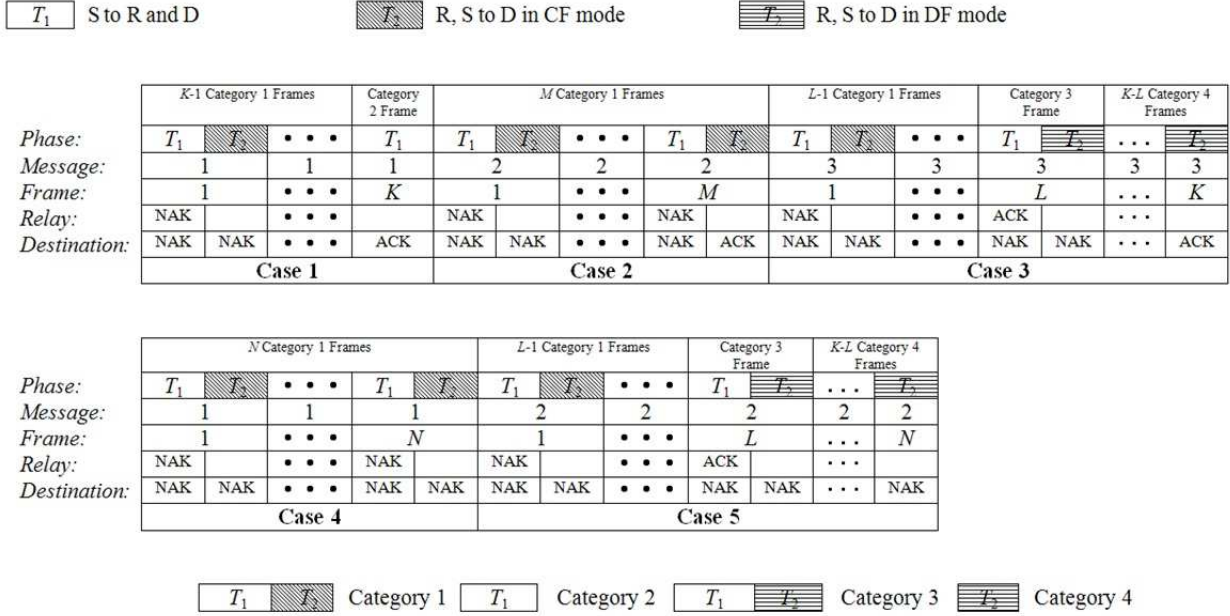 T1 S to R and D T2 R, S to D in CF mode T2 R, S to D in DF mode
K-1 Category 1 Frames Category 2 Frame M Category 1 Frames L-1 Category 1 Frames Category 3 Frame K-L Category 4 Frames
Phase: T1 T2 • • • T1 T1 T2 • • • T1 T2 T1 T2 • • • T1 T2 . . . T2
Message: 1 1 1 2 2 2 3 3 3 3 3
Frame: 1 • • • K 1 • • • M 1 • • • L . . . K
Relay: NAK • • • NAK • • • NAK NAK • • • ACK . . .
Destination: NAK NAK • • • ACK NAK NAK • • • NAK ACK NAK NAK • • • NAK NAK . . . ACK
Case 1 Case 2 Case 3
N Category 1 Frames L-1 Category 1 Frames Category 3 Frame K-L Category 4 Frames
Phase: T1 T2 • • • T1 T2 T1 T2 • • • T1 T2 . . . T2
Message: 1 1 1 2 2 2 2 2
Frame: 1 • • • N 1 • • • L . . . N
Relay: NAK • • • NAK NAK • • • ACK . . .
Destination: NAK NAK • • • NAK NAK NAK NAK • • • NAK NAK . . . NAK
Case 4 Case 5
T1 T2 Category 1 T1 Category 2 T1 T2 Category 3 T2 Category 4